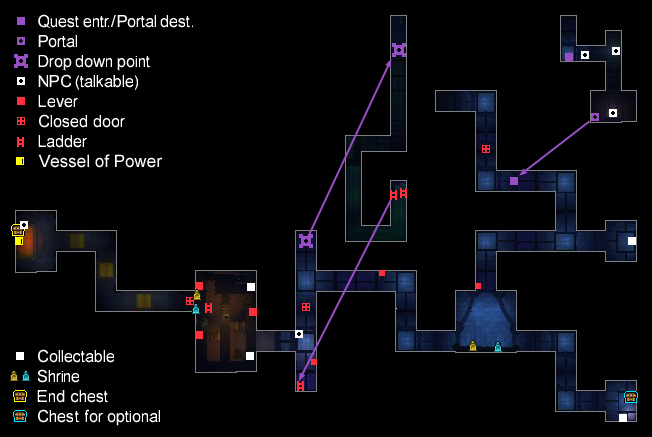 Quest entr./Portal dest.
Portal
Drop down point
NPC (talkable)
Lever
Closed door
Ladder
Vessel of Power
Collectable
Shrine
End chest
Chest for optional